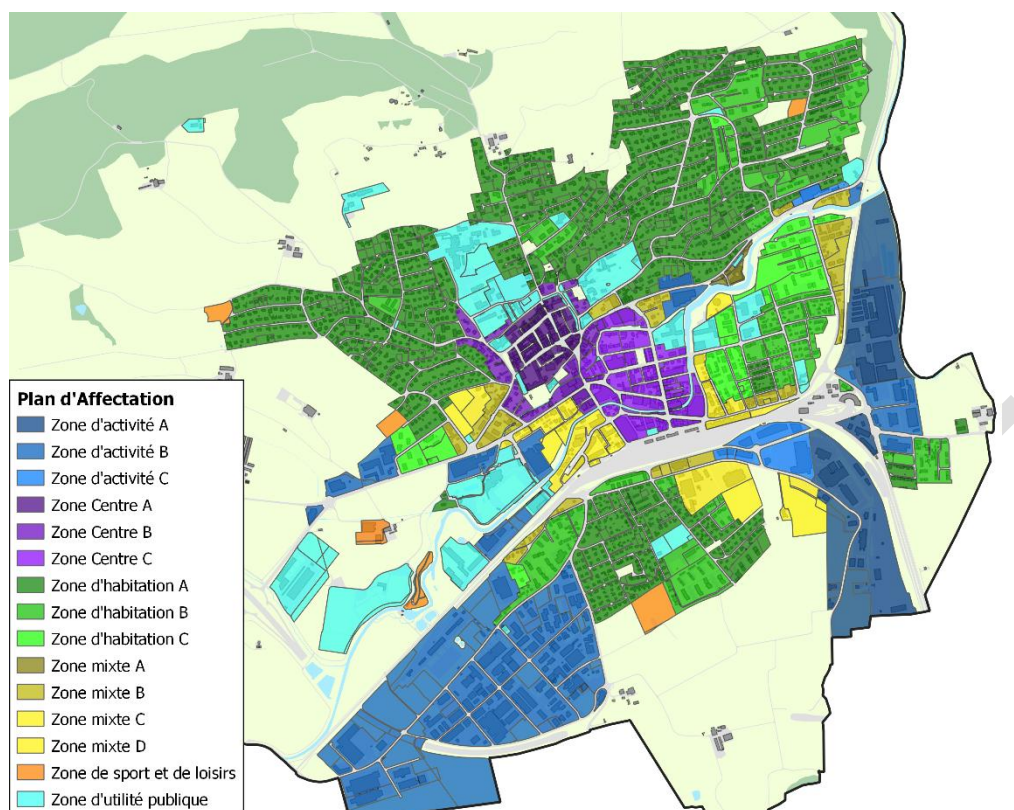 Plan d'Affectation
Zone d'activité A
Zone d'activité B
Zone d'activité C
Zone Centre A
Zone Centre B
Zone Centre C
Zone d'habitation A
Zone d'habitation B
Zone d'habitation C
Zone mixte A
Zone mixte B
Zone mixte C
Zone mixte D
Zone de sport et de loisirs
Zone d'utilité publique